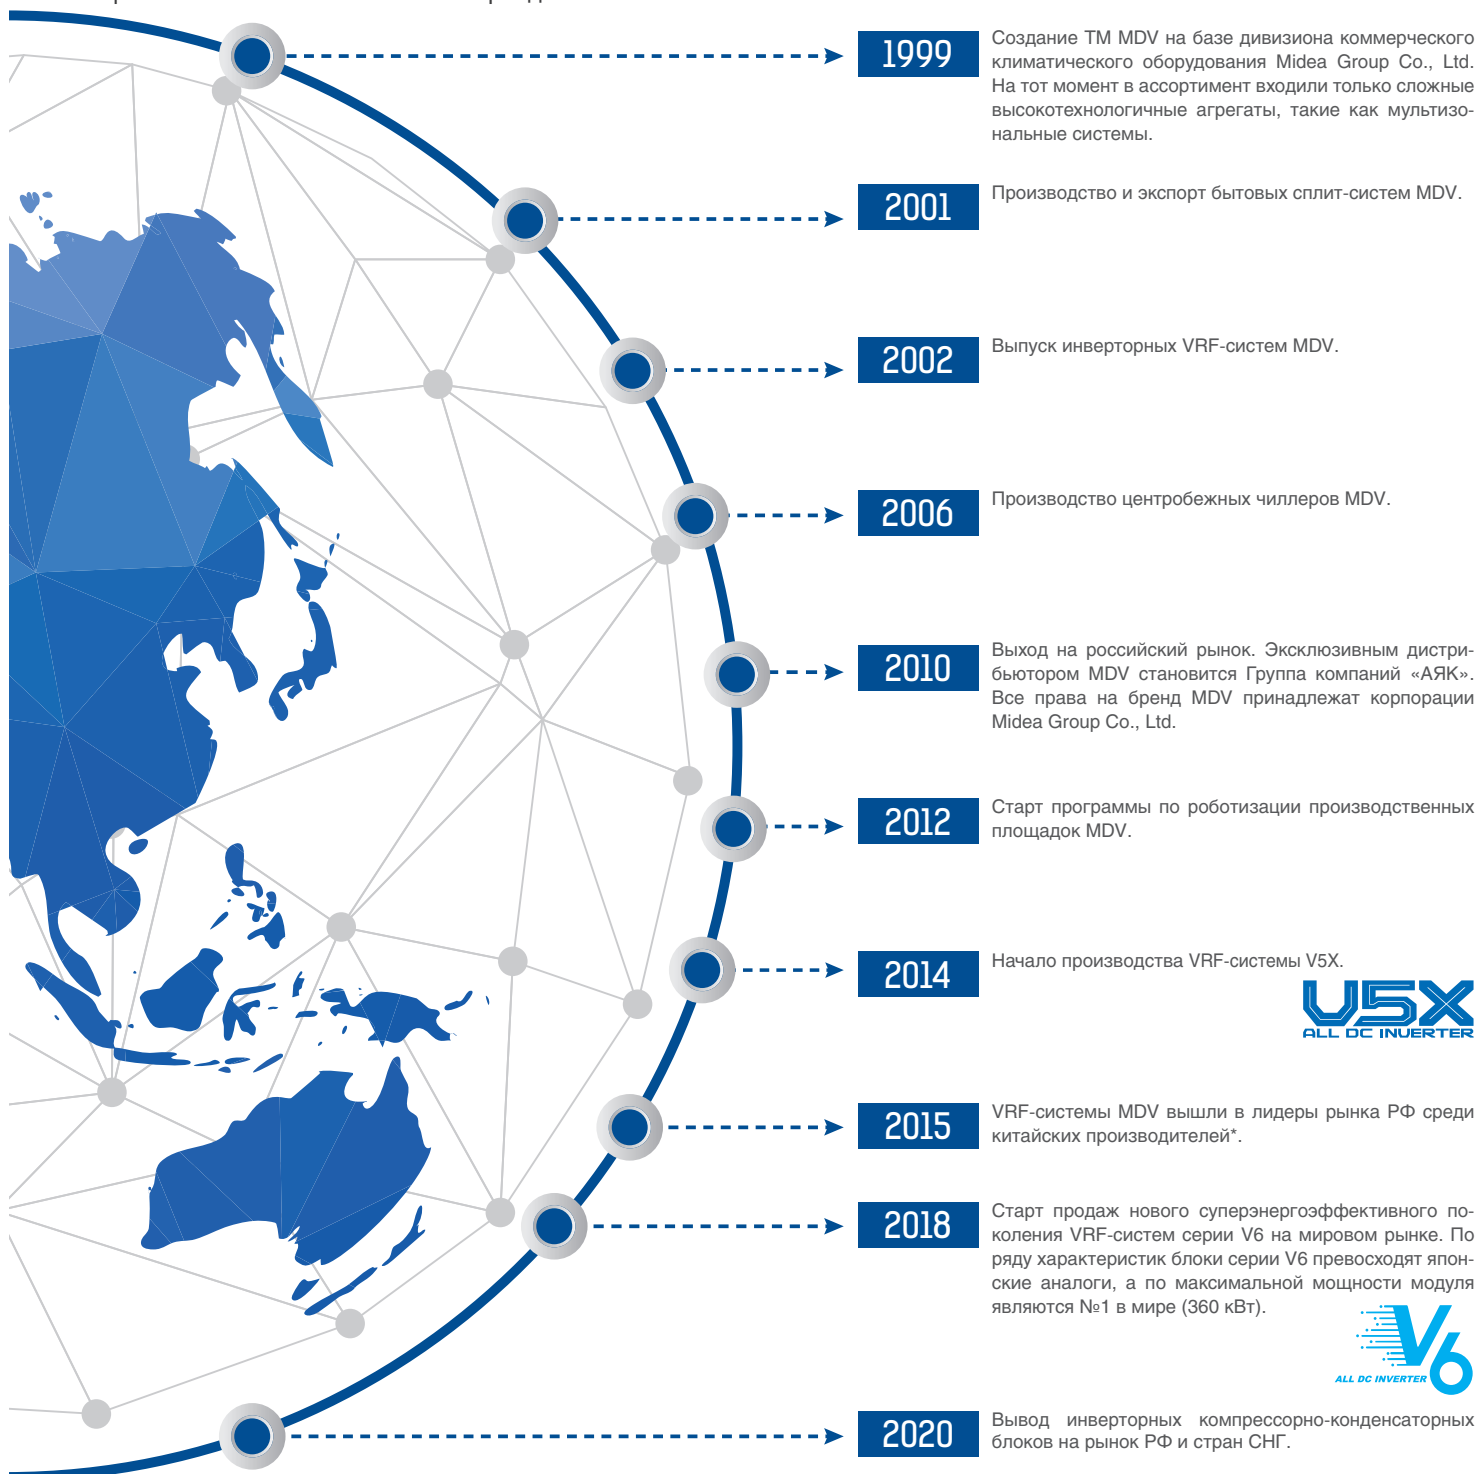 1999
Создание ТМ MDV на базе дивизиона коммерческого
климатического оборудования Midea Group Co., Ltd.
На тот момент в ассортимент входили только сложные
высокотехнологичные агрегаты, такие как мультизо-
нальные системы.
2001
Производство и экспорт бытовых сплит-систем MDV.
2002
Выпуск инверторных VRF-систем MDV.
2006
Производство центробежных чиллеров MDV.
2010
Выход на российский рынок. Эксклюзивным дистри-
бьютором MDV становится Группа компаний «АЯК».
Все права на бренд MDV принадлежат корпорации
Midea Group Co., Ltd.
2012
Старт программы по роботизации производственных
площадок MDV.
2014
Начало производства VRF-системы V5X.
V5X
ALL DC INVERTER
2015
VRF-системы MDV вышли в лидеры рынка РФ среди
китайских производителей*.
2018
Старт продаж нового суперэнергоэффективного по-
коления VRF-систем серии V6 на мировом рынке. По
ряду характеристик блоки серии V6 превосходят япон-
ские аналоги, а по максимальной мощности модуля
являются №1 в мире (360 кВт).
V6
ALL DC INVERTER
2020
Вывод инверторных компрессорно-конденсаторных
блоков на рынок РФ и стран СНГ.